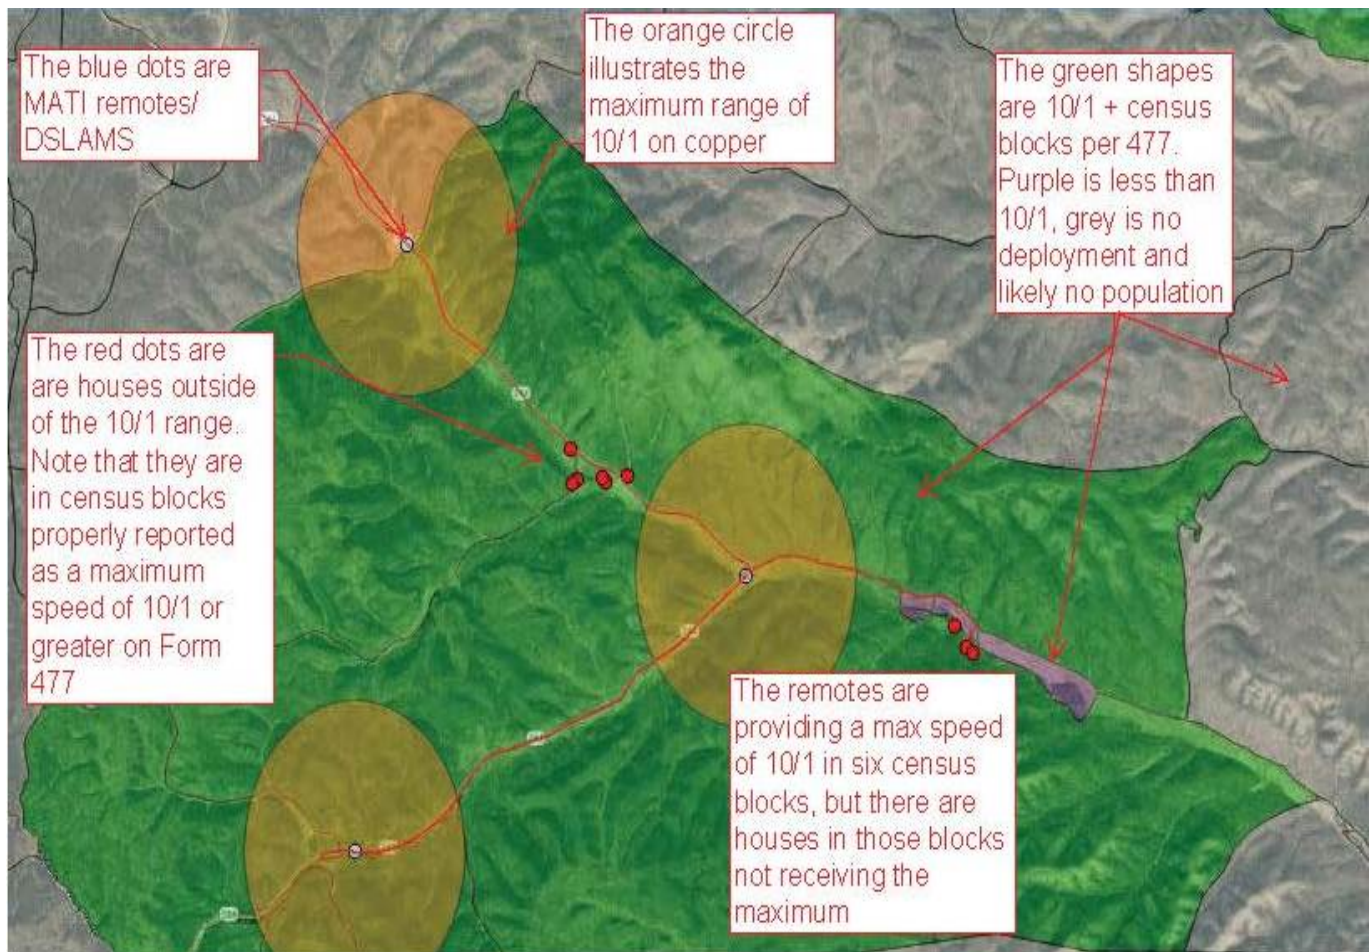 The blue dots are
MATI remotes/
DSLAMS
The orange circle
illustrates the
maximum range of
10/1 on copper
The green shapes
are 10/1 + census
blocks per 477.
Purple is less than
10/1, grey is no
deployment and
likely no population
The red dots are
are houses outside
of the 10/1 range.
Note that they are
in census blocks
properly reported
as a maximum
speed of 10/1 or
greater on Form
477
The remotes are
providing a max speed
of 10/1 in six census
blocks, but there are
houses in those blocks
not receiving the
maximum